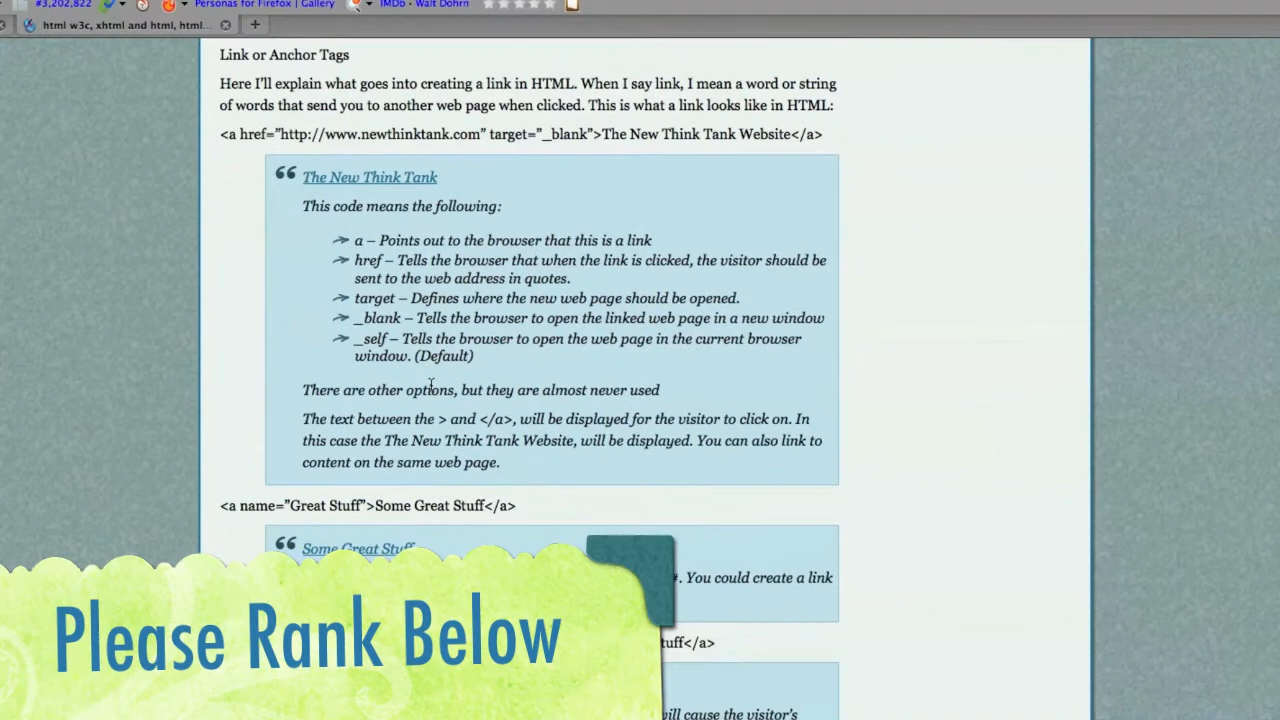 #3,202,822 Personas for Firefox | Gallery IMDb - Walt Dohrn
html w3c, xhtml and html, html...
Link or Anchor Tags
Here I’ll explain what goes into creating a link in HTML. When I say link, I mean a word or string
of words that send you to another web page when clicked. This is what a link looks like in HTML:
<a href=”http://www.newthinktank.com” target=”_blank”>The New Think Tank Website</a>
The New Think Tank
This code means the following:
a – Points out to the browser that this is a link
href – Tells the browser that when the link is clicked, the visitor should be
sent to the web address in quotes.
target – Defines where the new web page should be opened.
_blank – Tells the browser to open the linked web page in a new window
_self – Tells the browser to open the web page in the current browser
window. (Default)
There are other options, but they are almost never used
The text between the > and </a>, will be displayed for the visitor to click on. In
this case the The New Think Tank Website, will be displayed. You can also link to
content on the same web page.
<a name=”Great Stuff”>Some Great Stuff</a>
Some Great Stuff
#. You could create a link
tuff</a>
will cause the visitor’s
Please Rank Below